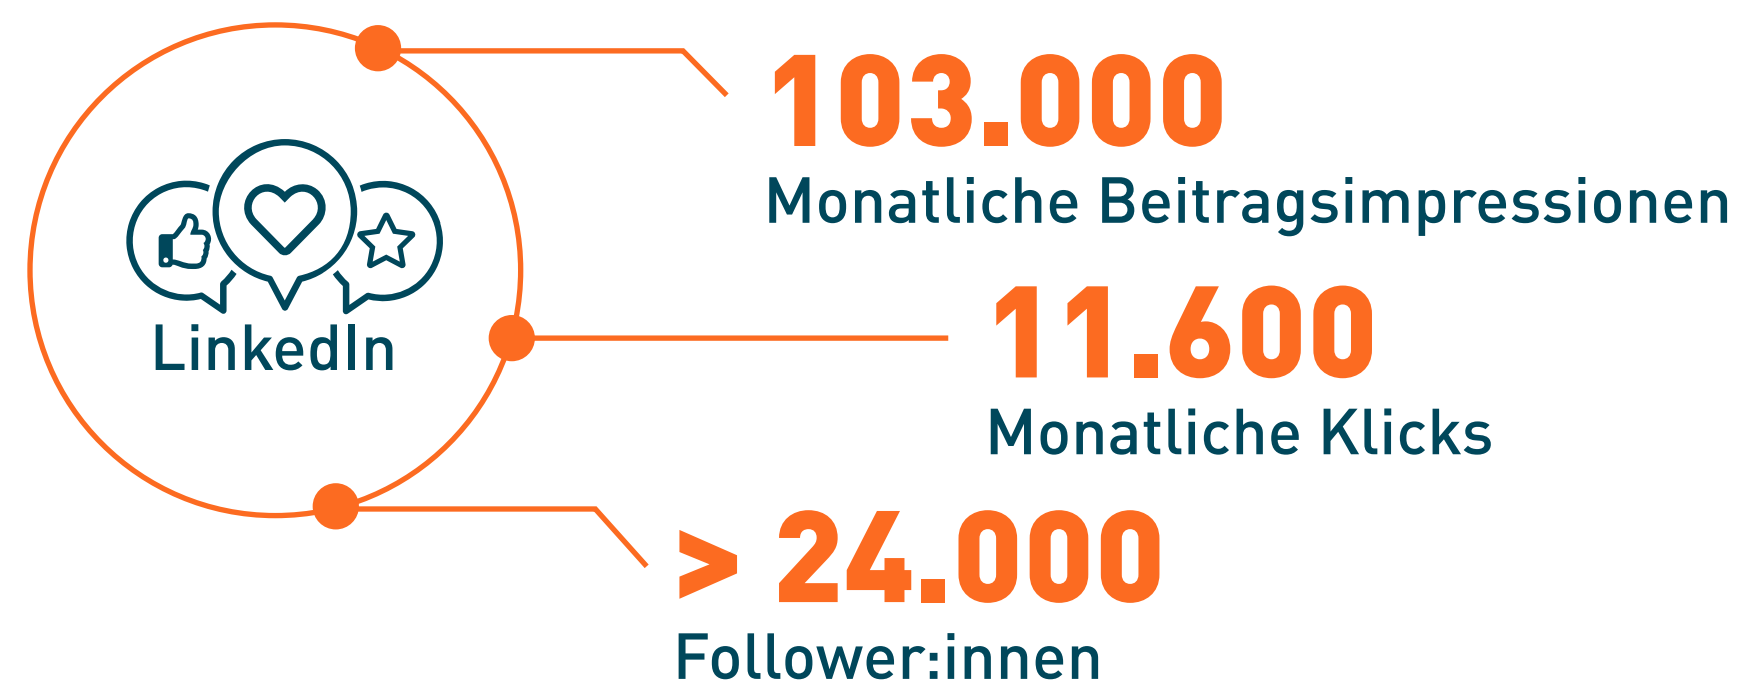 LinkedIn
103.000
Monatliche Beitragsimpressionen
11.600
Monatliche Klicks
> 24.000
Follower:innen